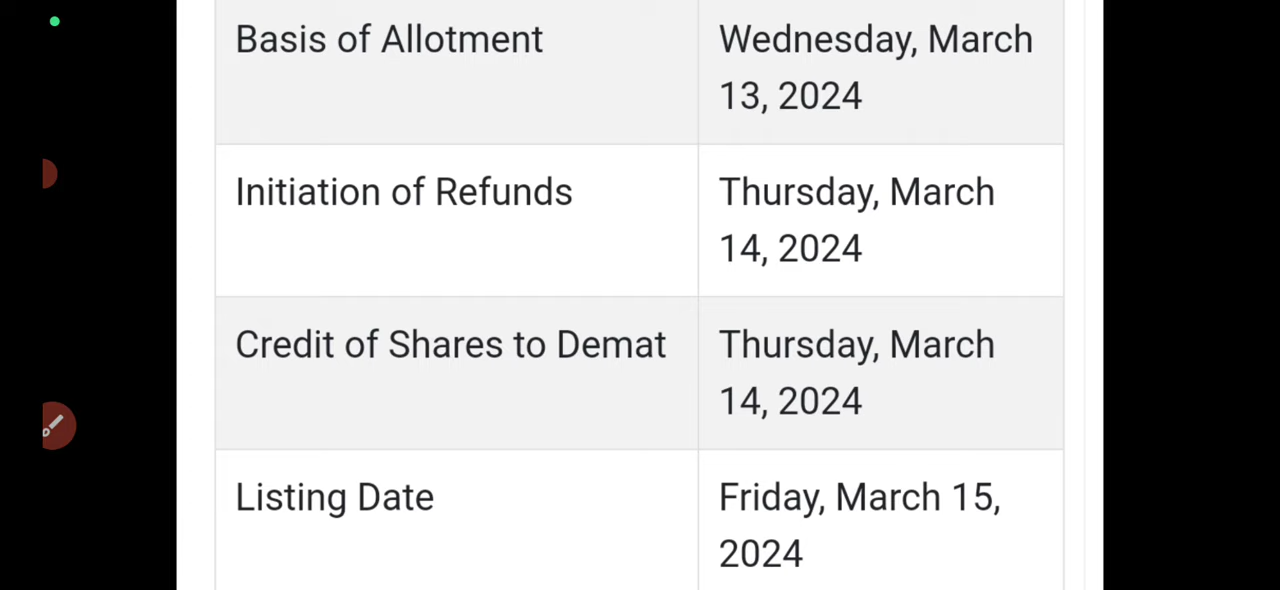 Basis of Allotment
Wednesday, March
13, 2024
Initiation of Refunds
Thursday, March
14, 2024
Credit of Shares to Demat
Thursday, March
14, 2024
Listing Date
Friday, March 15,
2024